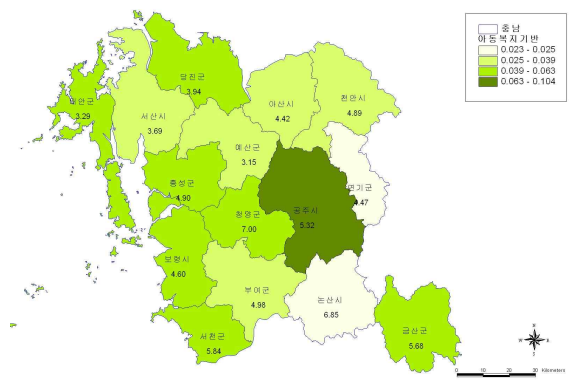 충남
아동복지기반
0.023 - 0.025
0.025 - 0.039
0.039 - 0.063
0.063 - 0.104
당진군
3.94
태안군
3.29
서산시
3.69
아산시
4.42
천안시
4.89
예산군
3.15
홍성군
4.90
연기군
4.47
공주시
5.32
청양군
7.00
보령시
4.60
부여군
4.98
논산시
6.85
서천군
5.84
금산군
5.68
N
W E
S
10 0 10 20 30 Kilometers